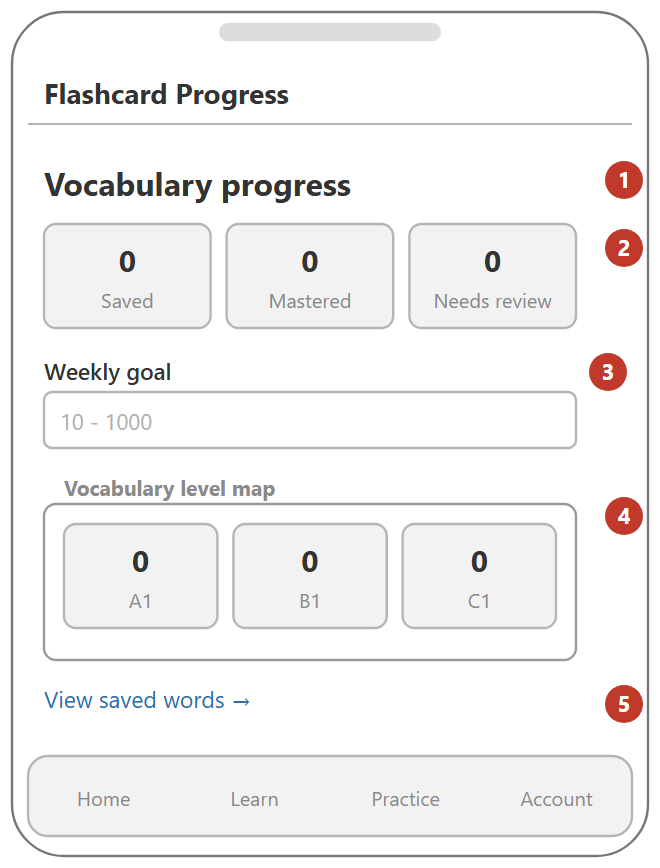 Flashcard Progress
Vocabulary progress
1
0 0 0
2
Saved Mastered Needs review
Weekly goal
3
10 - 1000
Vocabulary level map
4
0 0 0
A1 B1 C1
View saved words →
5
Home Learn Practice Account